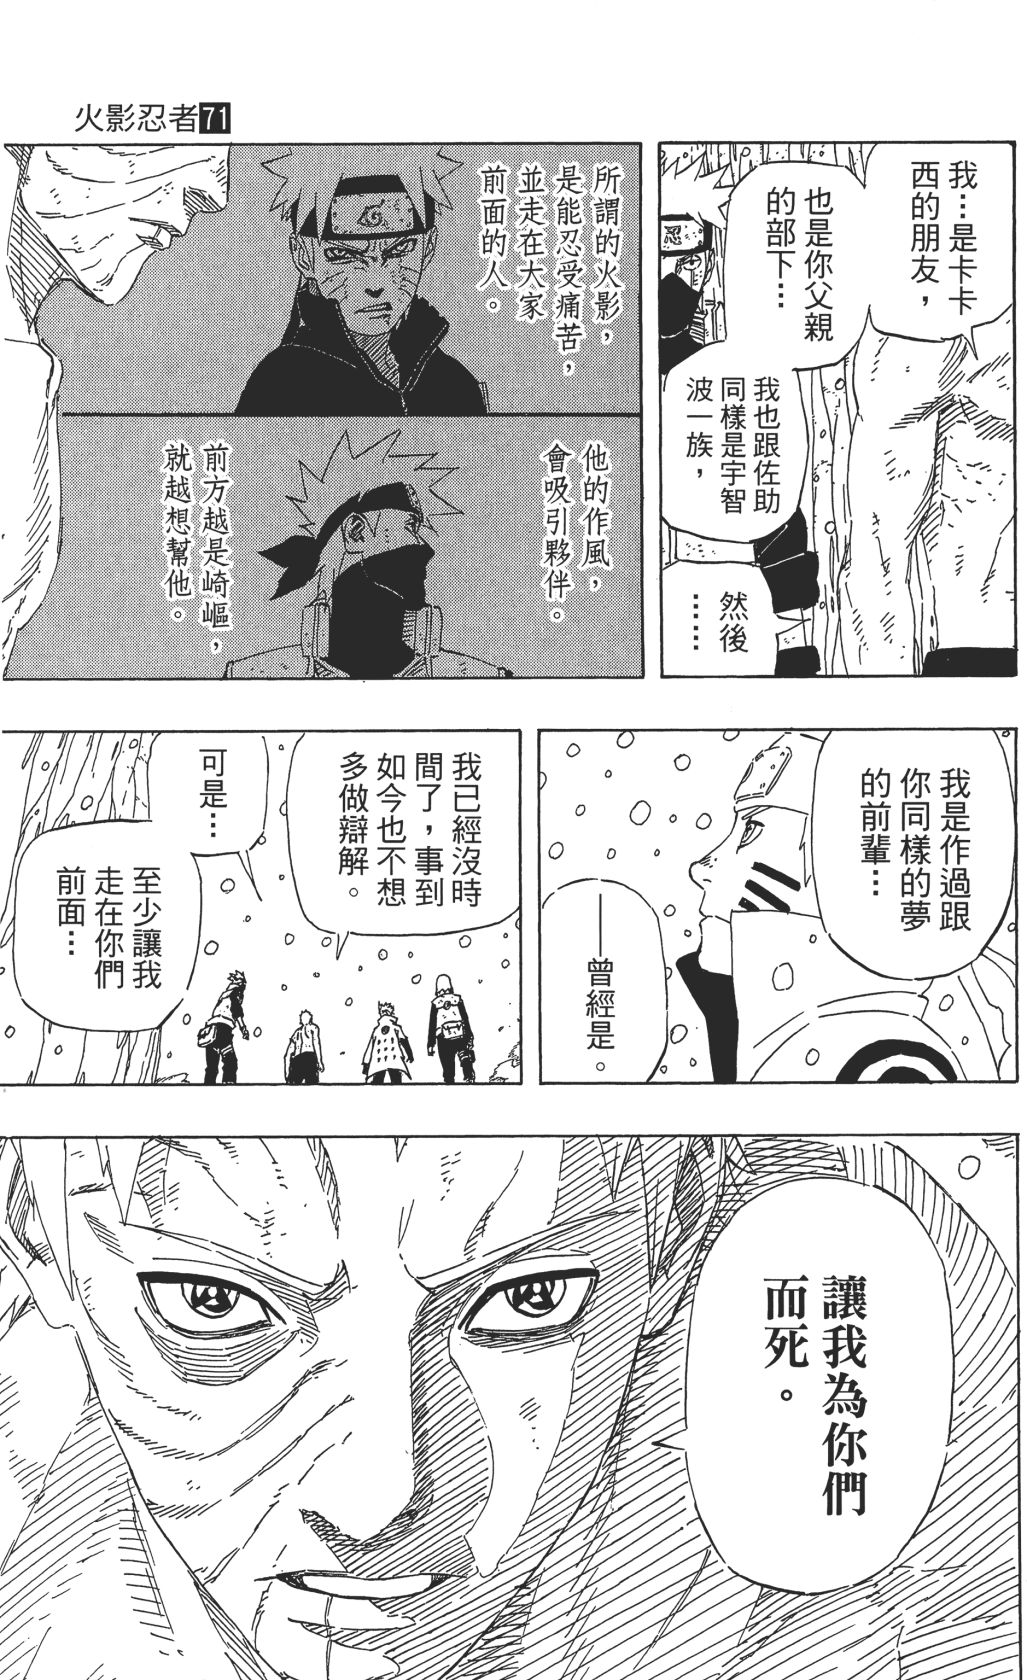 火影忍者71
我…是卡卡
西的朋友，
也是你父親
的部下…
我也跟佐助
同樣是宇智
波一族，
然後
……
所謂的火影，
是能忍受痛苦，
並走在大家
前面的人。
他的作風，
會吸引夥伴。
前方越是崎嶇，
就越想幫他。
我是作過跟
你同樣的夢
的前輩…
——曾經是。
我已經沒時
間了，事到
如今也不想
多做辯解。
可是…
至少讓我
走在你們
前面…
讓我為你們
而死。
忍